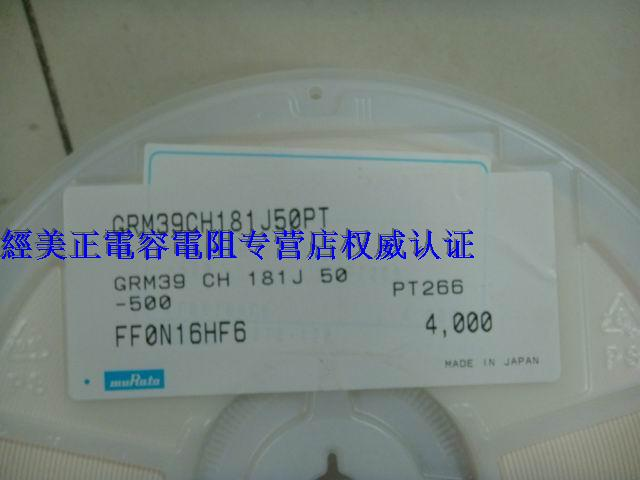 GRM39CH181J50PT
經美正電容電阻专营店权威认证
GRM39 CH 181J 50
-500
PT266
FF0N16HF6
4,000
MADE IN JAPAN
muRata